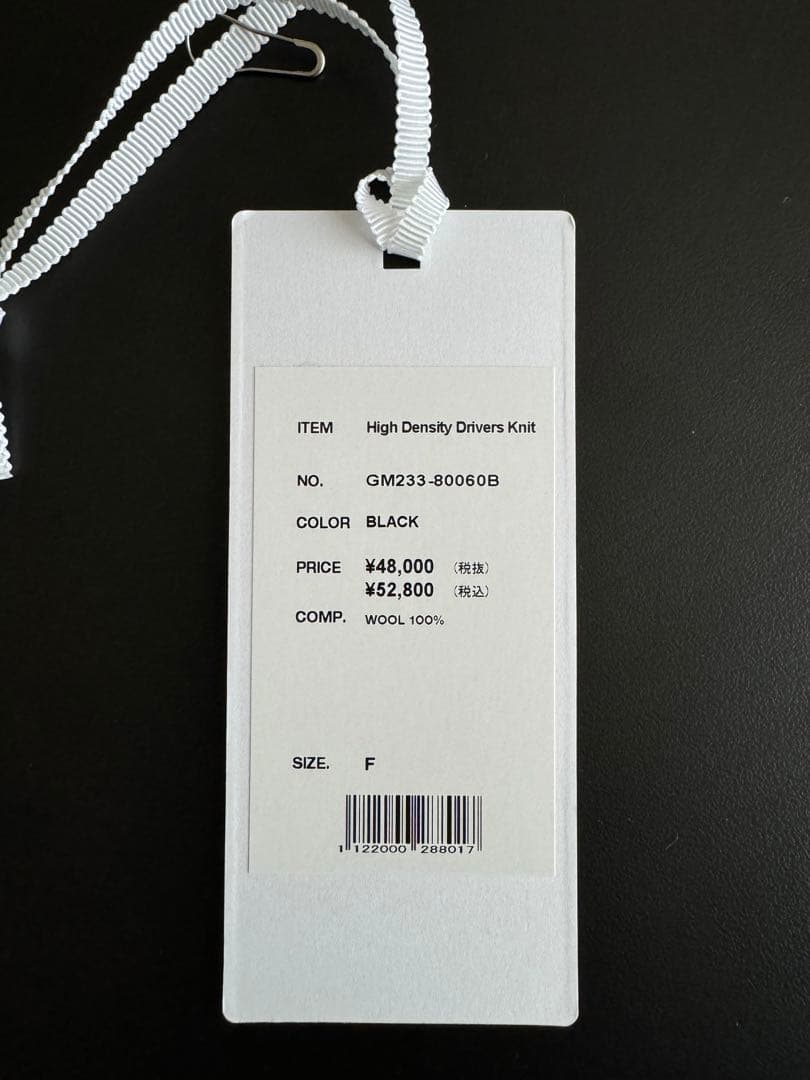 ITEM High Density Drivers Knit
NO. GM233-80060B
COLOR BLACK
PRICE ¥48,000 (税抜)
¥52,800 (税込)
COMP. WOOL 100%
SIZE. F
1 122000 288017